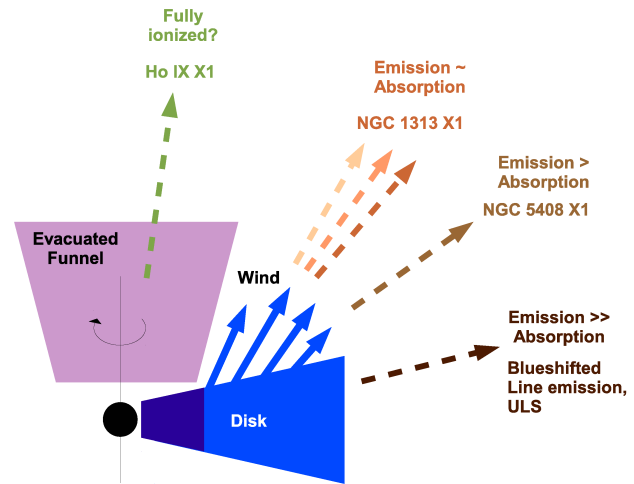 Fully
ionized?
Ho IX X1
Emission ~
Absorption
NGC 1313 X1
Emission >
Absorption
NGC 5408 X1
Evacuated
Funnel
Wind
Emission >>
Absorption
Blueshifted
Line emission,
ULS
Disk